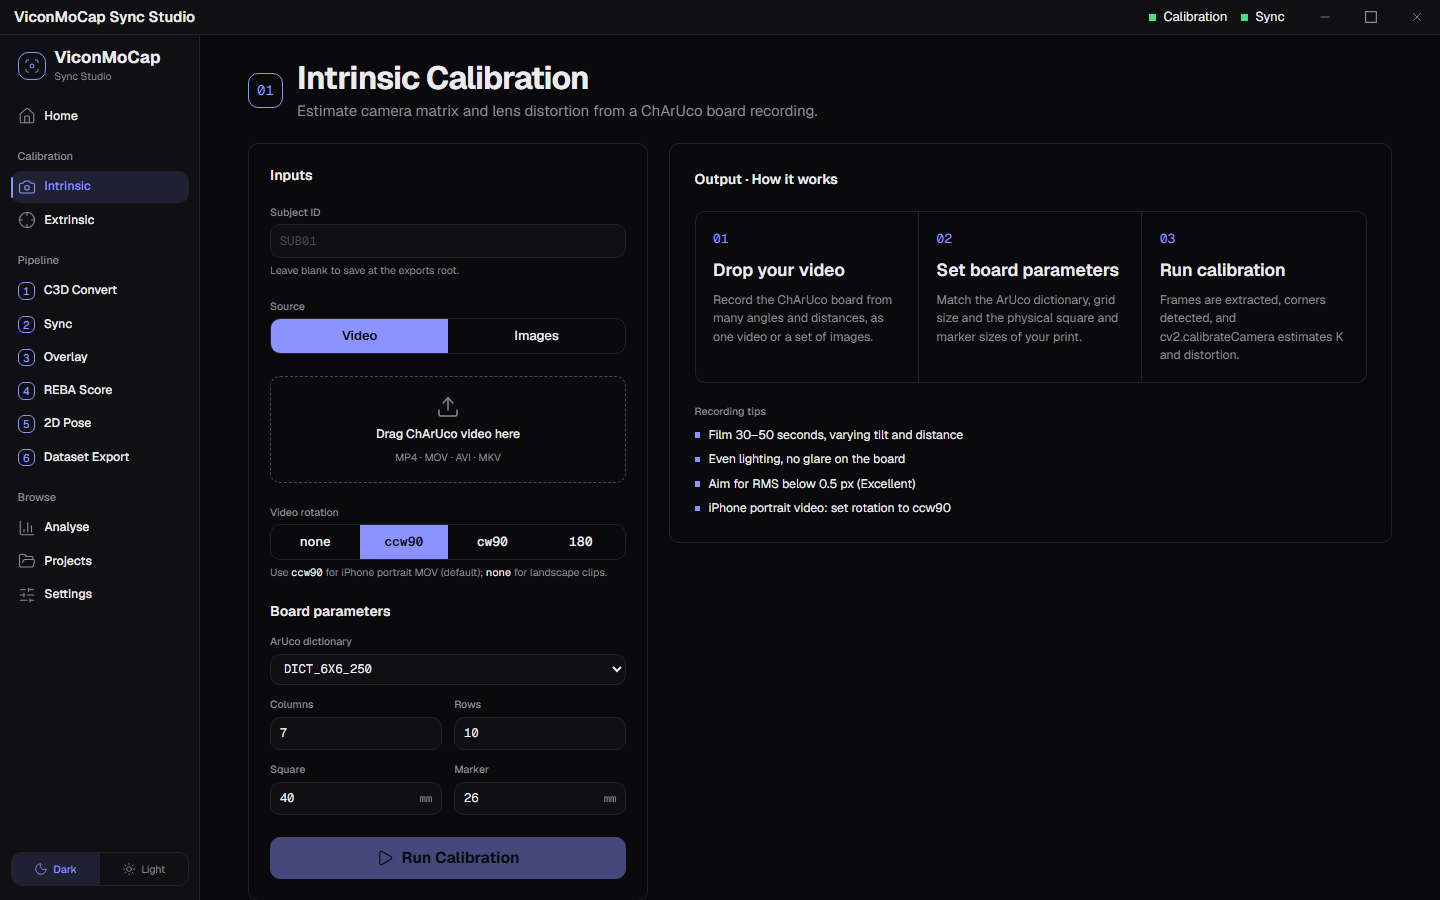 ViconMoCap Sync Studio
Calibration
Sync
ViconMoCap
Sync Studio
Home
Calibration
Intrinsic
Extrinsic
Pipeline
1 C3D Convert
2 Sync
3 Overlay
4 REBA Score
5 2D Pose
6 Dataset Export
Browse
Analyse
Projects
Settings
Dark
Light
01
Intrinsic Calibration
Estimate camera matrix and lens distortion from a ChArUco board recording.
Inputs
Subject ID
SUB01
Leave blank to save at the exports root.
Source
Video
Images
Drag ChArUco video here
MP4 · MOV · AVI · MKV
Video rotation
none
ccw90
cw90
180
Use ccw90 for iPhone portrait MOV (default); none for landscape clips.
Board parameters
ArUco dictionary
DICT_6X6_250
Columns
Rows
7
10
Square
Marker
40 mm
26 mm
Run Calibration
Output · How it works
01
Drop your video
Record the ChArUco board from
many angles and distances, as
one video or a set of images.
02
Set board parameters
Match the ArUco dictionary, grid
size and the physical square and
marker sizes of your print.
03
Run calibration
Frames are extracted, corners
detected, and
cv2.calibrateCamera estimates K
and distortion.
Recording tips
Film 30–50 seconds, varying tilt and distance
Even lighting, no glare on the board
Aim for RMS below 0.5 px (Excellent)
iPhone portrait video: set rotation to ccw90